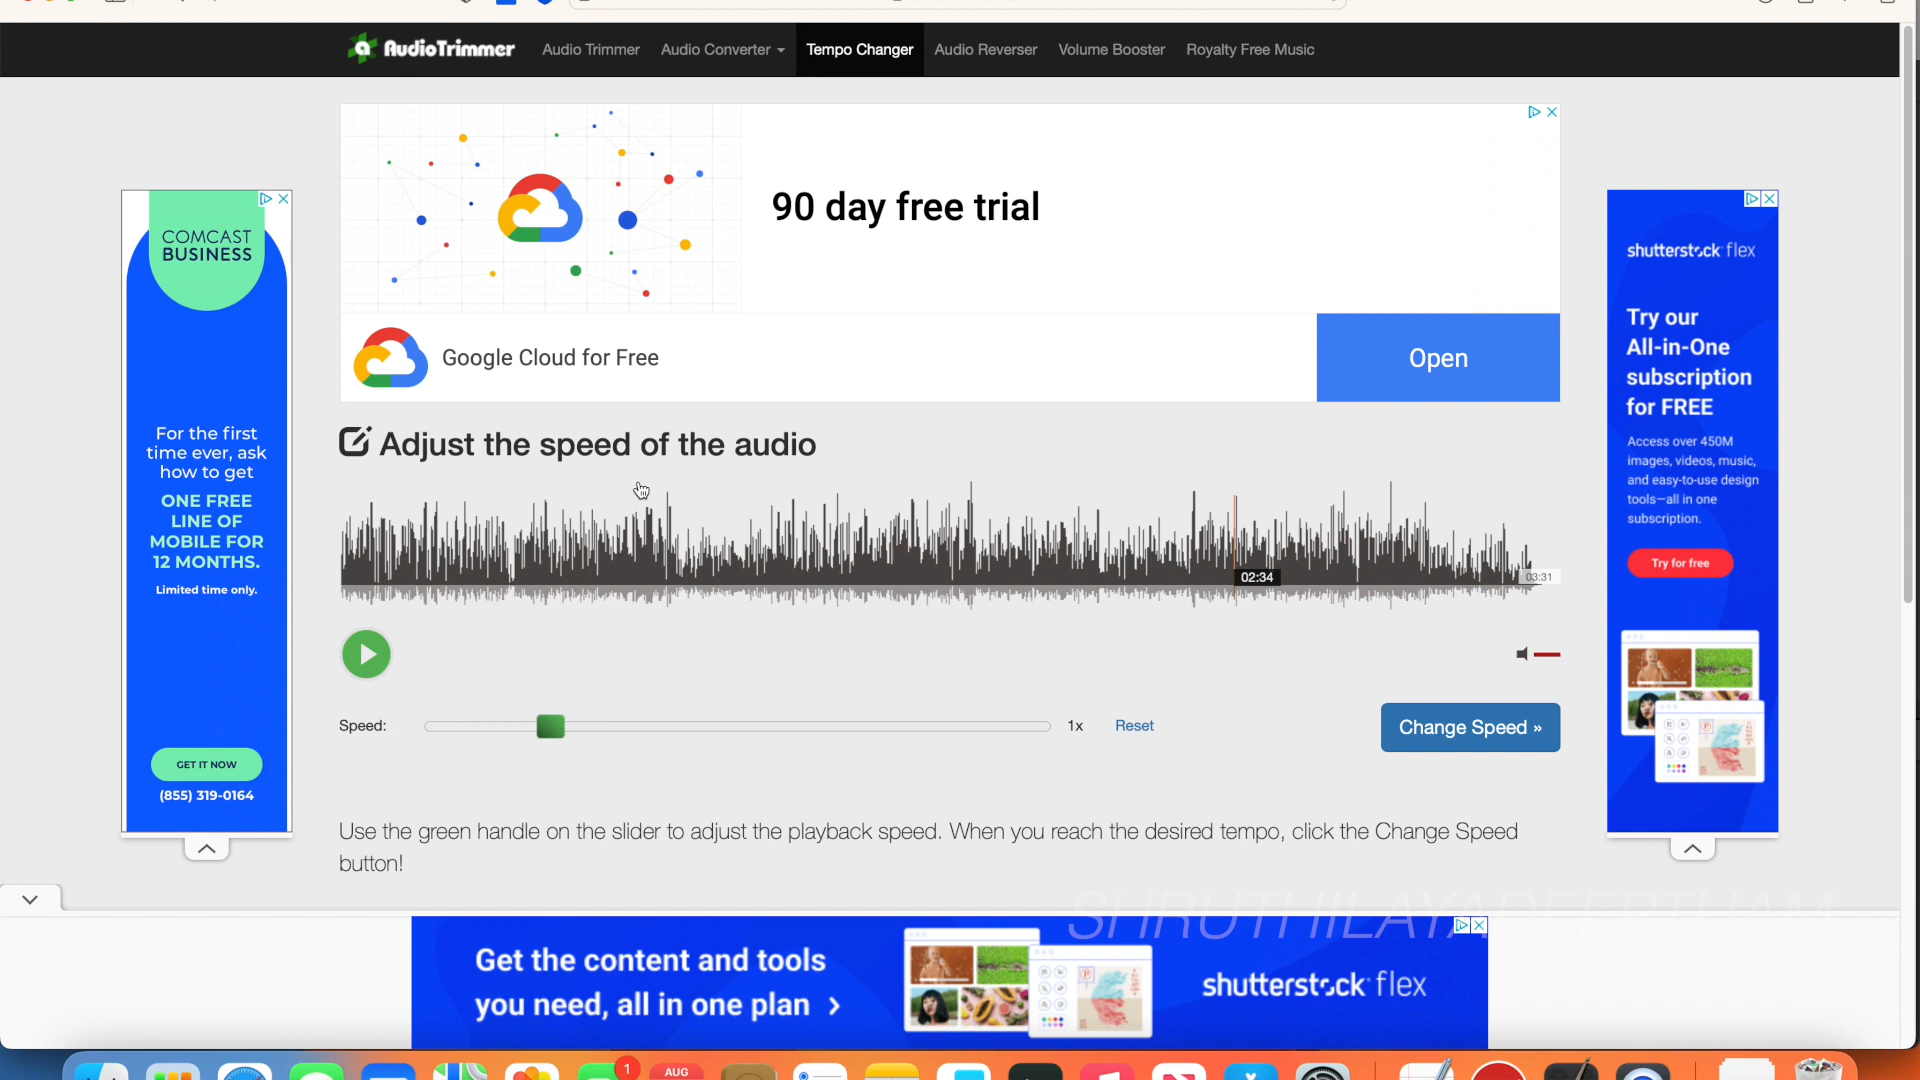 AudioTrimmer Audio Trimmer Audio Converter Tempo Changer Audio Reverser Volume Booster Royalty Free Music
90 day free trial
Google Cloud for Free
Open
COMCAST
BUSINESS
For the first
time ever, ask
how to get
ONE FREE
LINE OF
MOBILE FOR
12 MONTHS.
Limited time only.
GET IT NOW
(855) 319-0164
shutterstock flex
Try our
All-in-One
subscription
for FREE
Access over 450M
images, videos, music,
and easy-to-use design
tools—all in one
subscription.
Try for free
Adjust the speed of the audio
02:34
03:31
Speed: 1x Reset
Change Speed »
Use the green handle on the slider to adjust the playback speed. When you reach the desired tempo, click the Change Speed
button!
SHRUTHILAYADEEPTHAM
Get the content and tools
you need, all in one plan >
shutterstock flex
1
AUG